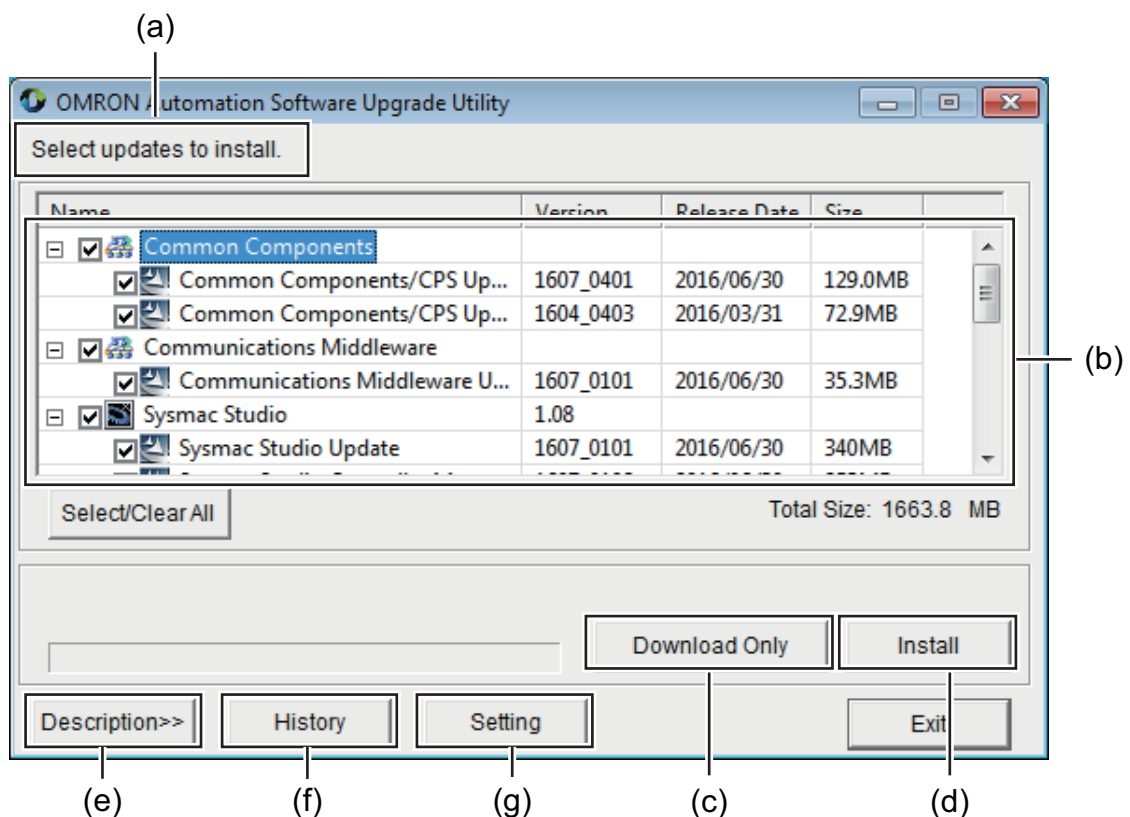 (a)
OMRON Automation Software Upgrade Utility
Select updates to install.
Name Version Release Date Size
Common Components
Common Components/CPS Up... 1607_0401 2016/06/30 129.0MB
Common Components/CPS Up... 1604_0403 2016/03/31 72.9MB
Communications Middleware
(b)
Communications Middleware U... 1607_0101 2016/06/30 35.3MB
Sysmac Studio 1.08
Sysmac Studio Update 1607_0101 2016/06/30 340MB
Select/Clear All Total Size: 1663.8 MB
Download Only Install
Description>> History Setting Exit
(e) (f) (g) (c) (d)